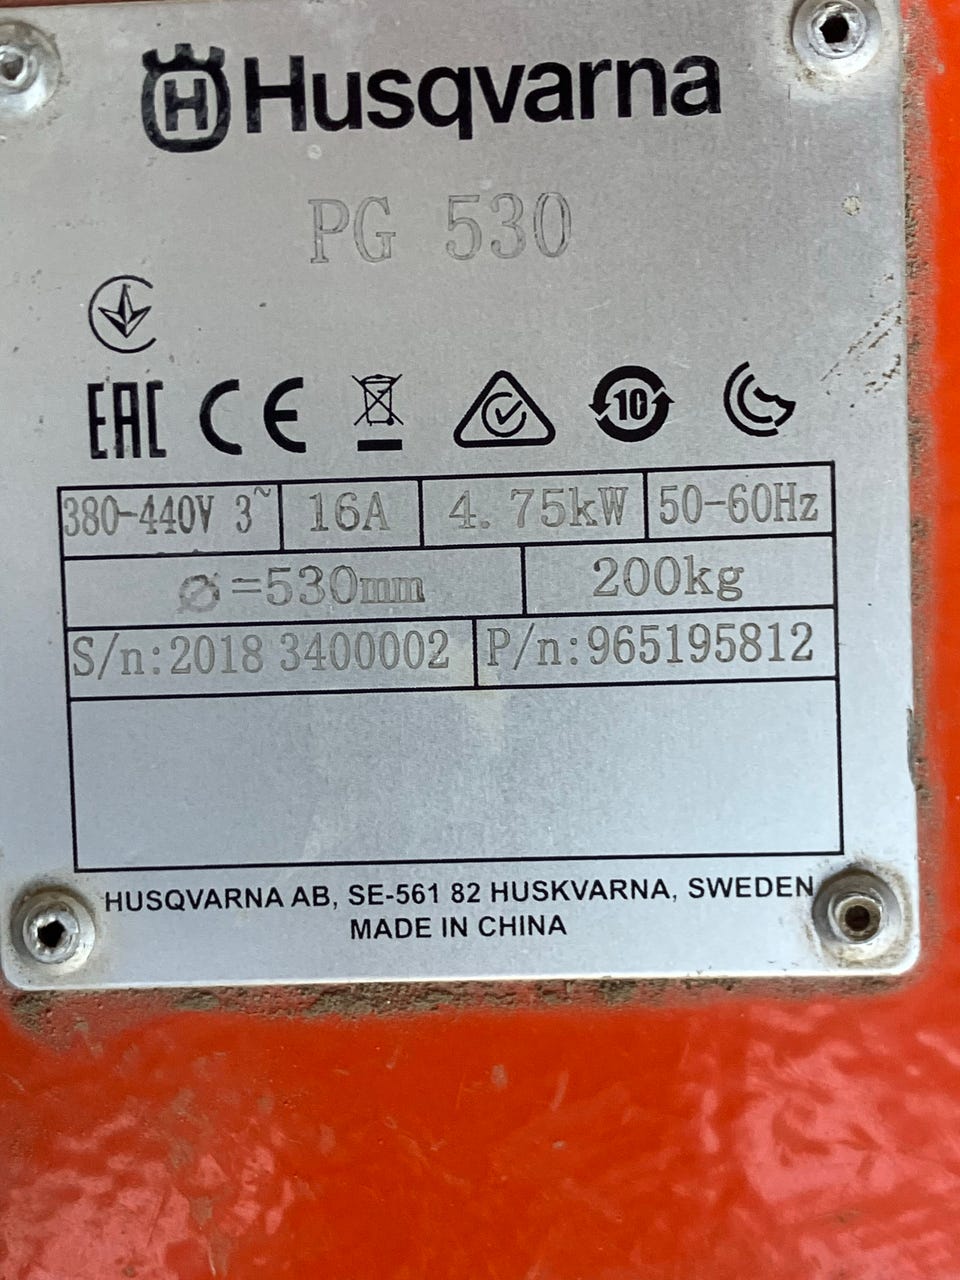 Husqvarna
PG 530
EAC CE 10
380-440V 3~ 16A 4.75kW 50-60Hz
Ø=530mm 200kg
S/n:2018 3400002 P/n:965195812
HUSQVARNA AB, SE-561 82 HUSKVARNA, SWEDEN
MADE IN CHINA